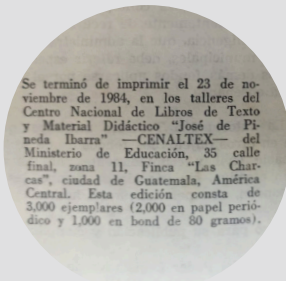 Se terminó de imprimir el 23 de no-
viembre de 1984, en los talleres del
Centro Nacional de Libros de Texto
y Material Didáctico "José de Pi-
neda Ibarra" —CENALTEX— del
Ministerio de Educación, 35 calle
final, zona 11, Finca "Las Char-
cas", ciudad de Guatemala, América
Central. Esta edición consta de
3,000 ejemplares (2,000 en papel perió-
dico y 1,000 en bond de 80 gramos).